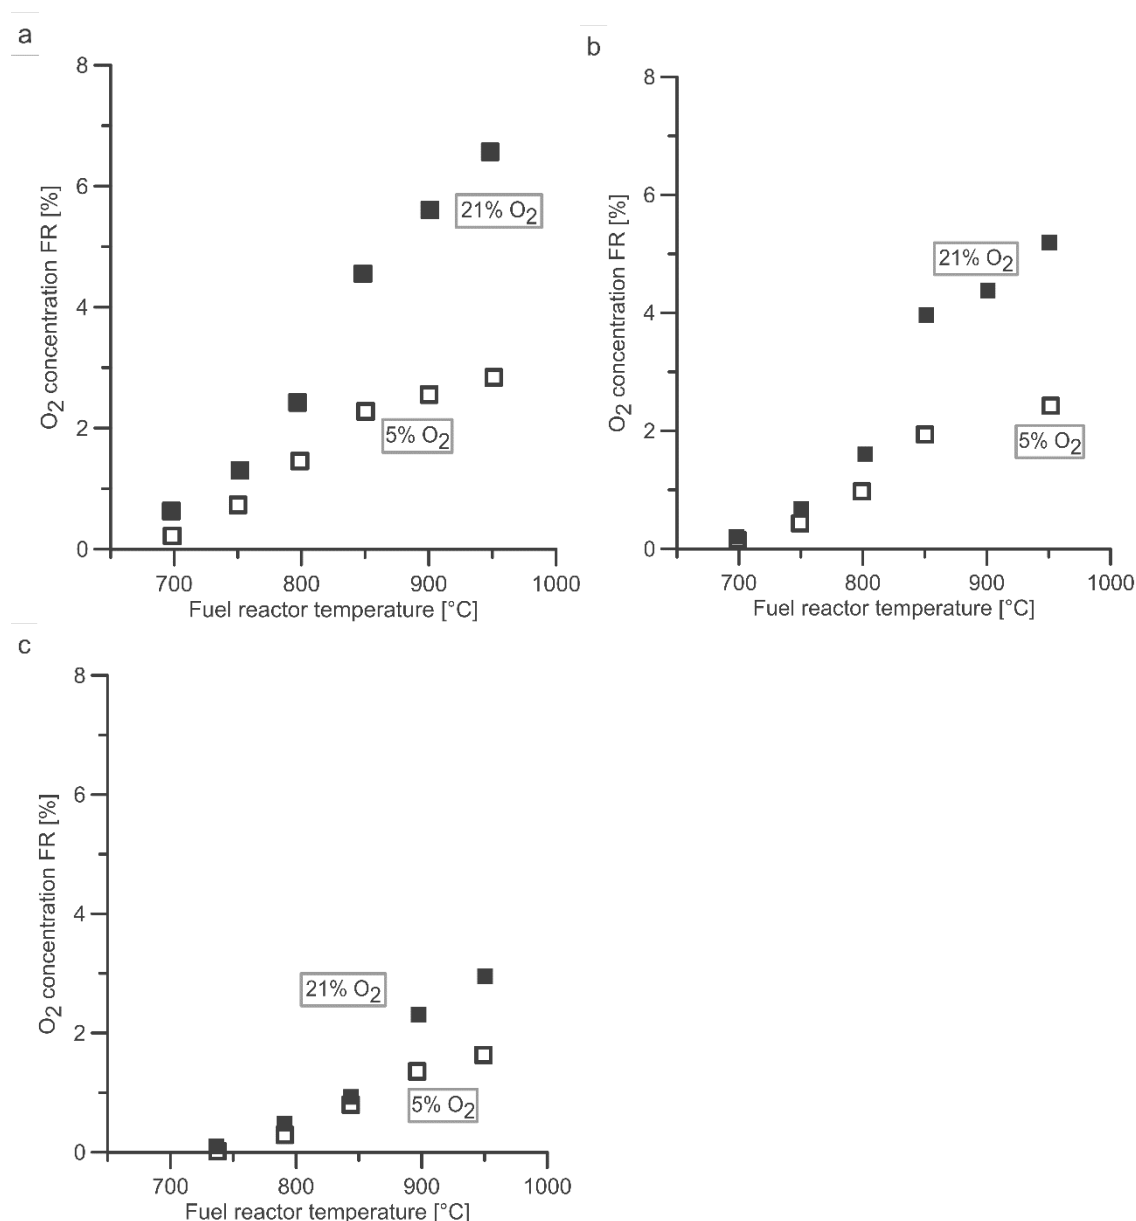 a
8
6
4
2
0
O2 concentration FR [%]
21% O2
5% O2
700
800
900
1000
Fuel reactor temperature [°C]
b
8
6
4
2
0
O2 concentration FR [%]
21% O2
5% O2
700
800
900
1000
Fuel reactor temperature [°C]
c
8
6
4
2
0
O2 concentration FR [%]
21% O2
5% O2
700
800
900
1000
Fuel reactor temperature [°C]